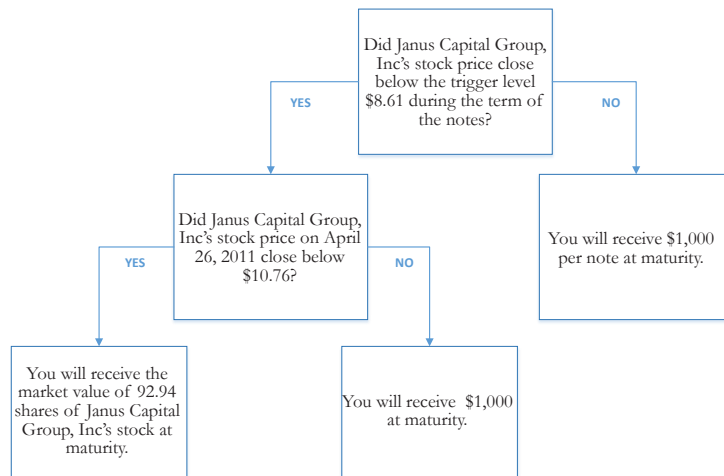 Did Janus Capital Group,
Inc's stock price close
below the trigger level
$8.61 during the term of
the notes?
YES
NO
Did Janus Capital Group,
Inc's stock price on April
26, 2011 close below
$10.76?
You will receive $1,000
per note at maturity.
YES
NO
You will receive the
market value of 92.94
shares of Janus Capital
Group, Inc's stock at
maturity.
You will receive $1,000
at maturity.